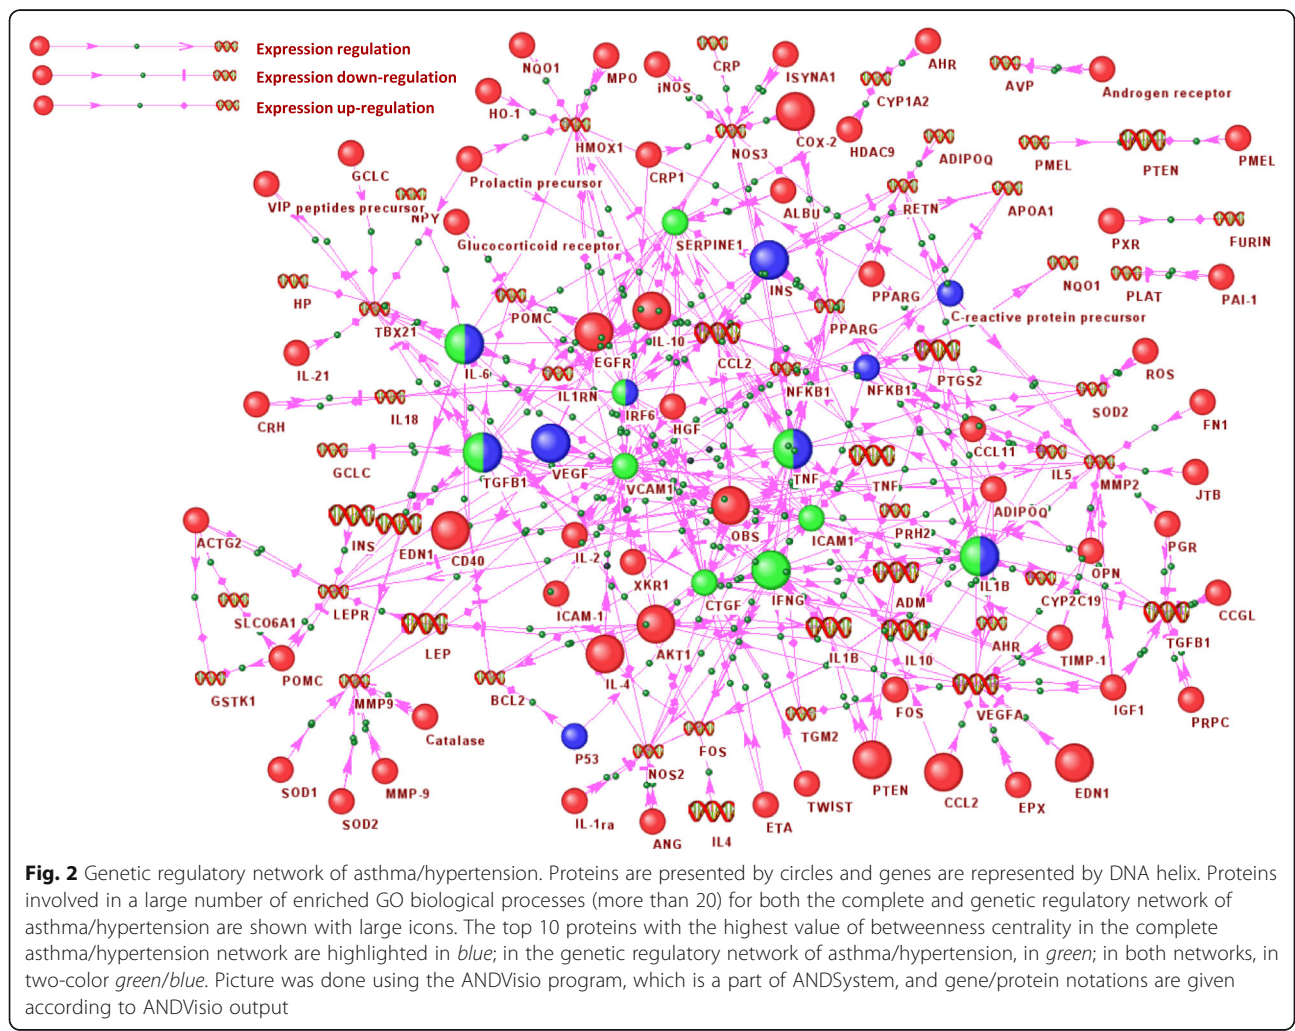 Expression regulation
Expression down-regulation
Expression up-regulation
NQO1
MPO
HO-1
HMOX1
Prolactin precursor
iNOS
CRP
ISYNA1
NOS3
COX-2
CRP1
ALBU
AHR
CYP1A2
HDAC9
AVP
Androgen receptor
ADIPOQ
PMEL
PTEN
PMEL
GCLC
VIP peptides precursor
NPY
Glucocorticoid receptor
SERPINE1
INS
RETN
APOA1
PXR
FURIN
PPARG
NQO1
PLAT
PAI-1
C-reactive protein precursor
HP
TBX21
POMC
IL-10
EGFR
CCL2
PPARG
IL-21
IL-6
IL1RN
IRF6
NFKB1
NFKB1
PTGS2
ROS
SOD2
CRH
IL18
HGF
FN1
CCL11
GCLC
TGFB1
VEGF
VCAM1
TNF
TNF
IL5
MMP2
JTB
ADIPOQ
ACTG2
INS
EDN1
CD40
IL-2
OBS
ICAM1
PRH2
PGR
OPN
IL1B
XKR1
CTGF
IFNG
ADM
CYP2C19
CCGL
SLC06A1
LEPR
ICAM-1
LEP
AKT1
IL1B
IL10
AHR
TIMP-1
TGFB1
POMC
GSTK1
IL-4
MMP9
BCL2
FOS
VEGFA
IGF1
PRPC
Catalase
P53
NOS2
FOS
TGM2
SOD1
MMP-9
SOD2
IL-1ra
ANG
IL4
ETA
TWIST
PTEN
CCL2
EPX
EDN1
Fig. 2 Genetic regulatory network of asthma/hypertension. Proteins are presented by circles and genes are represented by DNA helix. Proteins
involved in a large number of enriched GO biological processes (more than 20) for both the complete and genetic regulatory network of
asthma/hypertension are shown with large icons. The top 10 proteins with the highest value of betweenness centrality in the complete
asthma/hypertension network are highlighted in blue; in the genetic regulatory network of asthma/hypertension, in green; in both networks, in
two-color green/blue. Picture was done using the ANDVisio program, which is a part of ANDSystem, and gene/protein notations are given
according to ANDVisio output